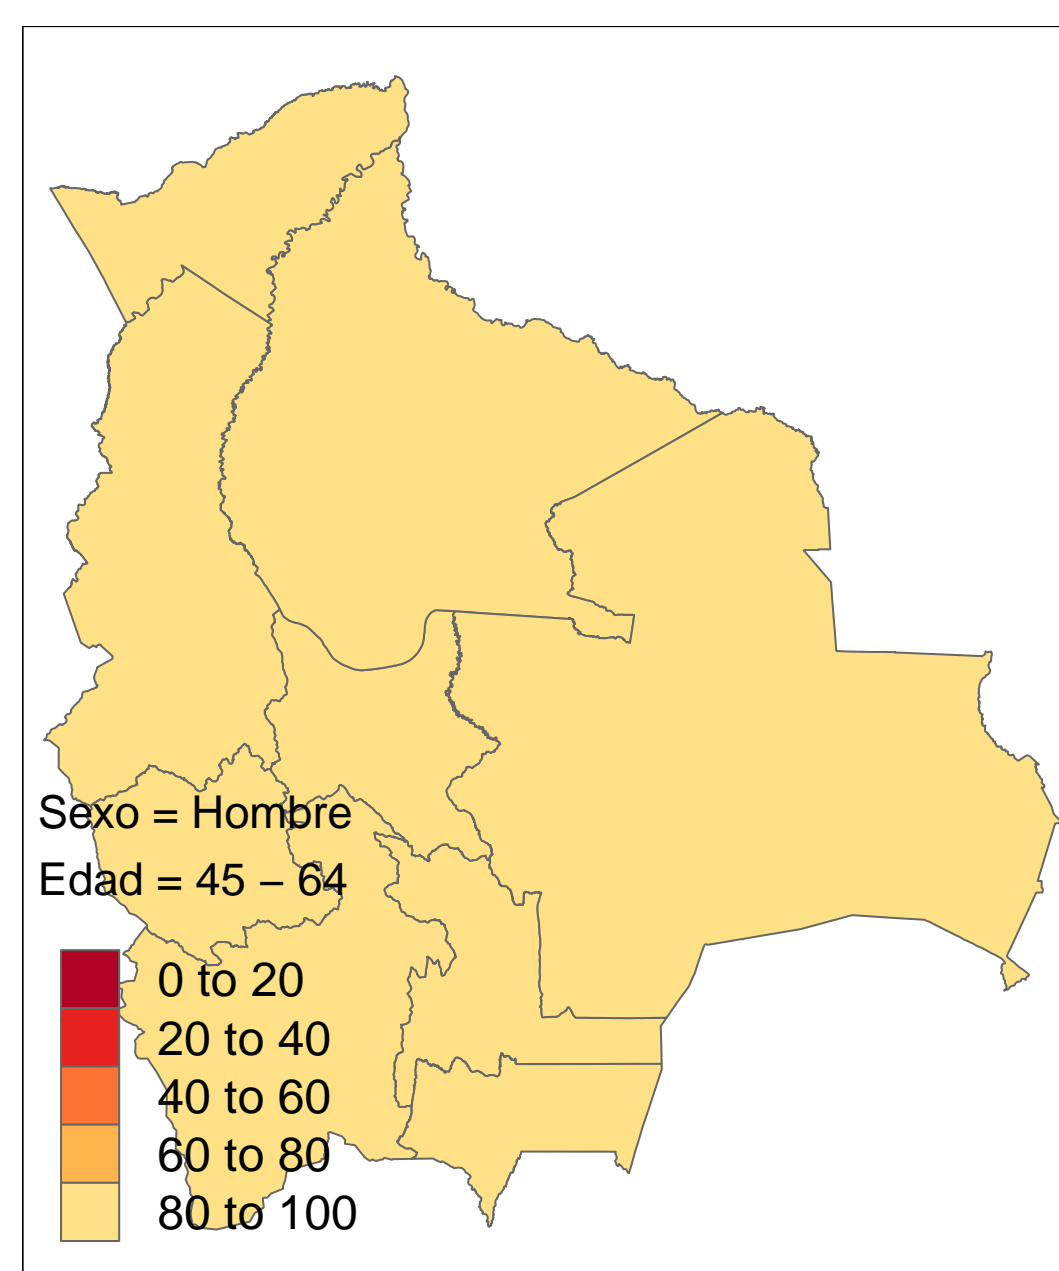 Sexo = Hombre
Edad = 45 – 64
0 to 20
20 to 40
40 to 60
60 to 80
80 to 100